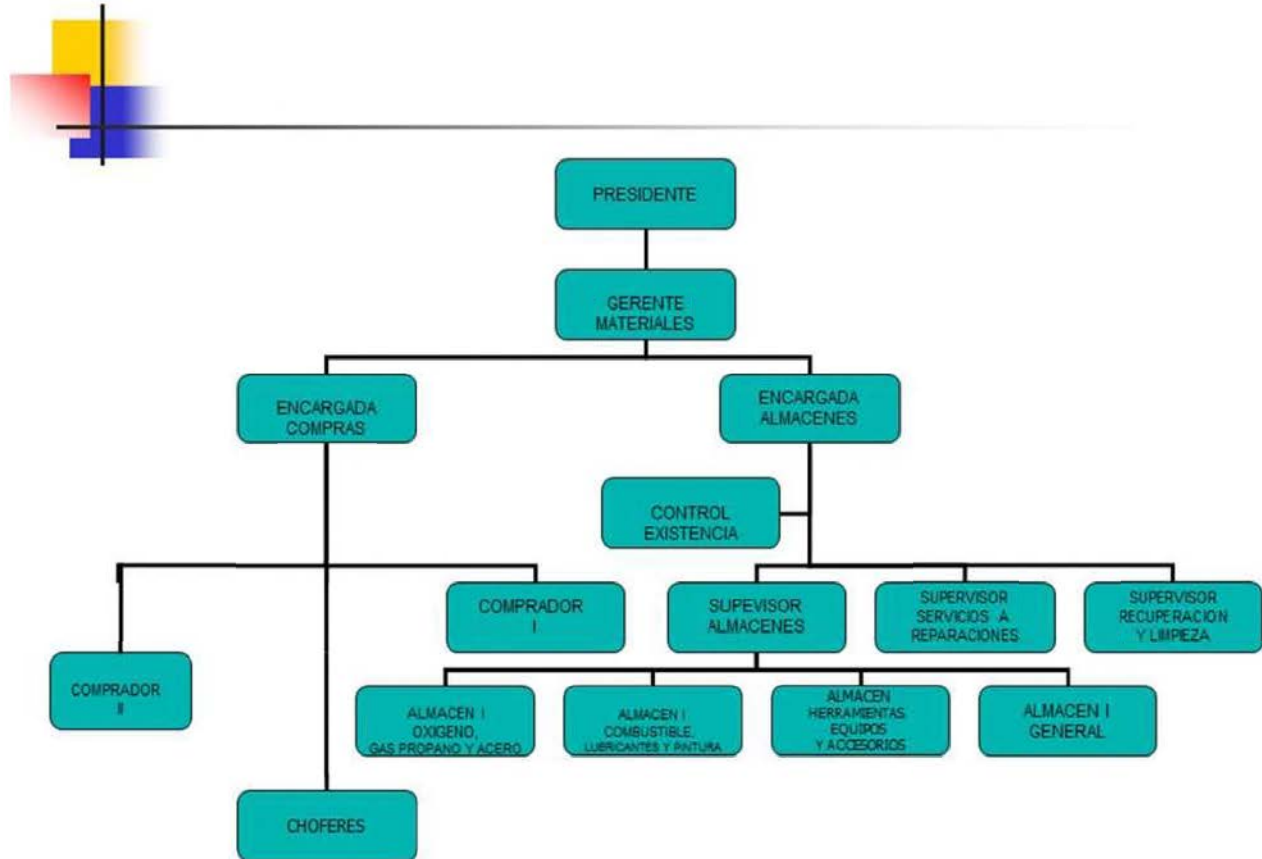 PRESIDENTE
GERENTE
MATERIALES
ENCARGADA
COMPRAS
ENCARGADA
ALMACENES
CONTROL
EXISTENCIA
COMPRADOR
I
SUPEVISOR
ALMACENES
SUPERVISOR
SERVICIOS A
REPARACIONES
SUPERVISOR
RECUPERACION
Y LIMPIEZA
COMPRADOR
II
ALMACEN I
OXIGENO,
GAS PROPANO Y ACERO
ALMACEN I
COMBUSTIBLE,
LUBRICANTES Y PINTURA
ALMACEN
HERRAMIENTAS
EQUIPOS
Y ACCESORIOS
ALMACEN I
GENERAL
CHOFERES